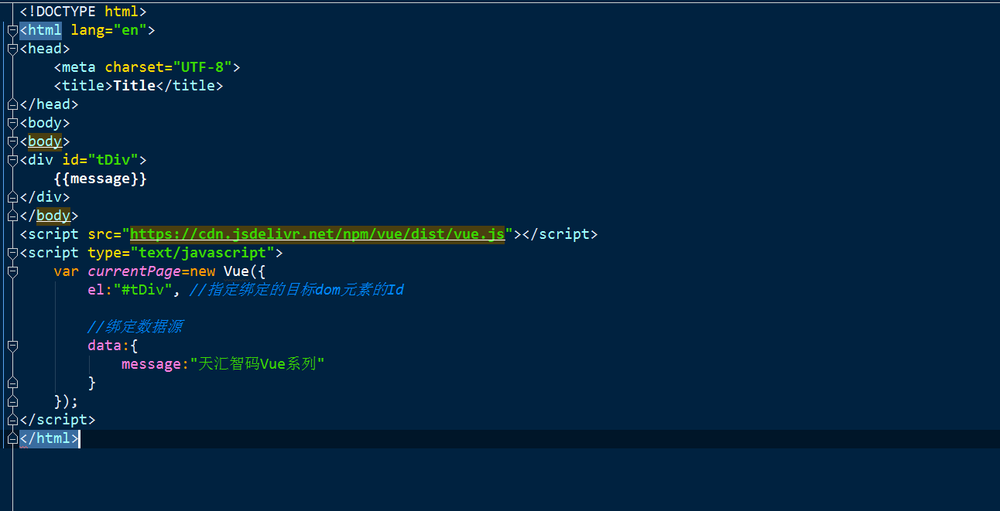 <!DOCTYPE html>
<html lang="en">
<head>
    <meta charset="UTF-8">
    <title>Title</title>
</head>
<body>
<body>
<div id="tDiv">
    {{message}}
</div>
</body>
<script src="https://cdn.jsdelivr.net/npm/vue/dist/vue.js"></script>
<script type="text/javascript">
    var currentPage=new Vue({
        el:"#tDiv", //指定绑定的目标dom元素的Id
        //绑定数据源
        data:{
            message:"天汇智码Vue系列"
        }
    });
</script>
</html>